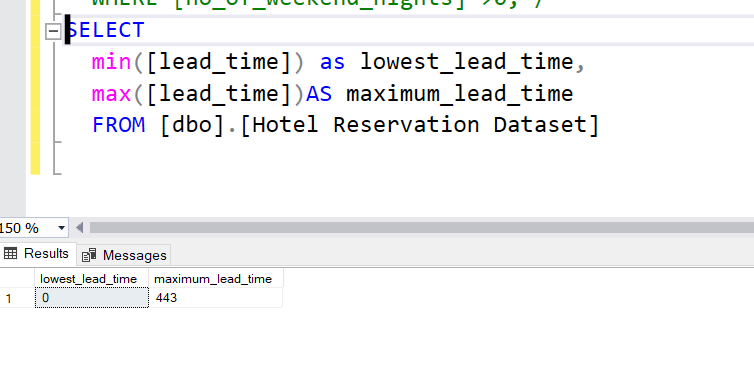 WHERE [no_of_weekend_nights] >0; /
SELECT
min([lead_time]) as lowest_lead_time,
max([lead_time])AS maximum_lead_time
FROM [dbo].[Hotel Reservation Dataset]
150 %
Results Messages
lowest_lead_time maximum_lead_time
1 0 443